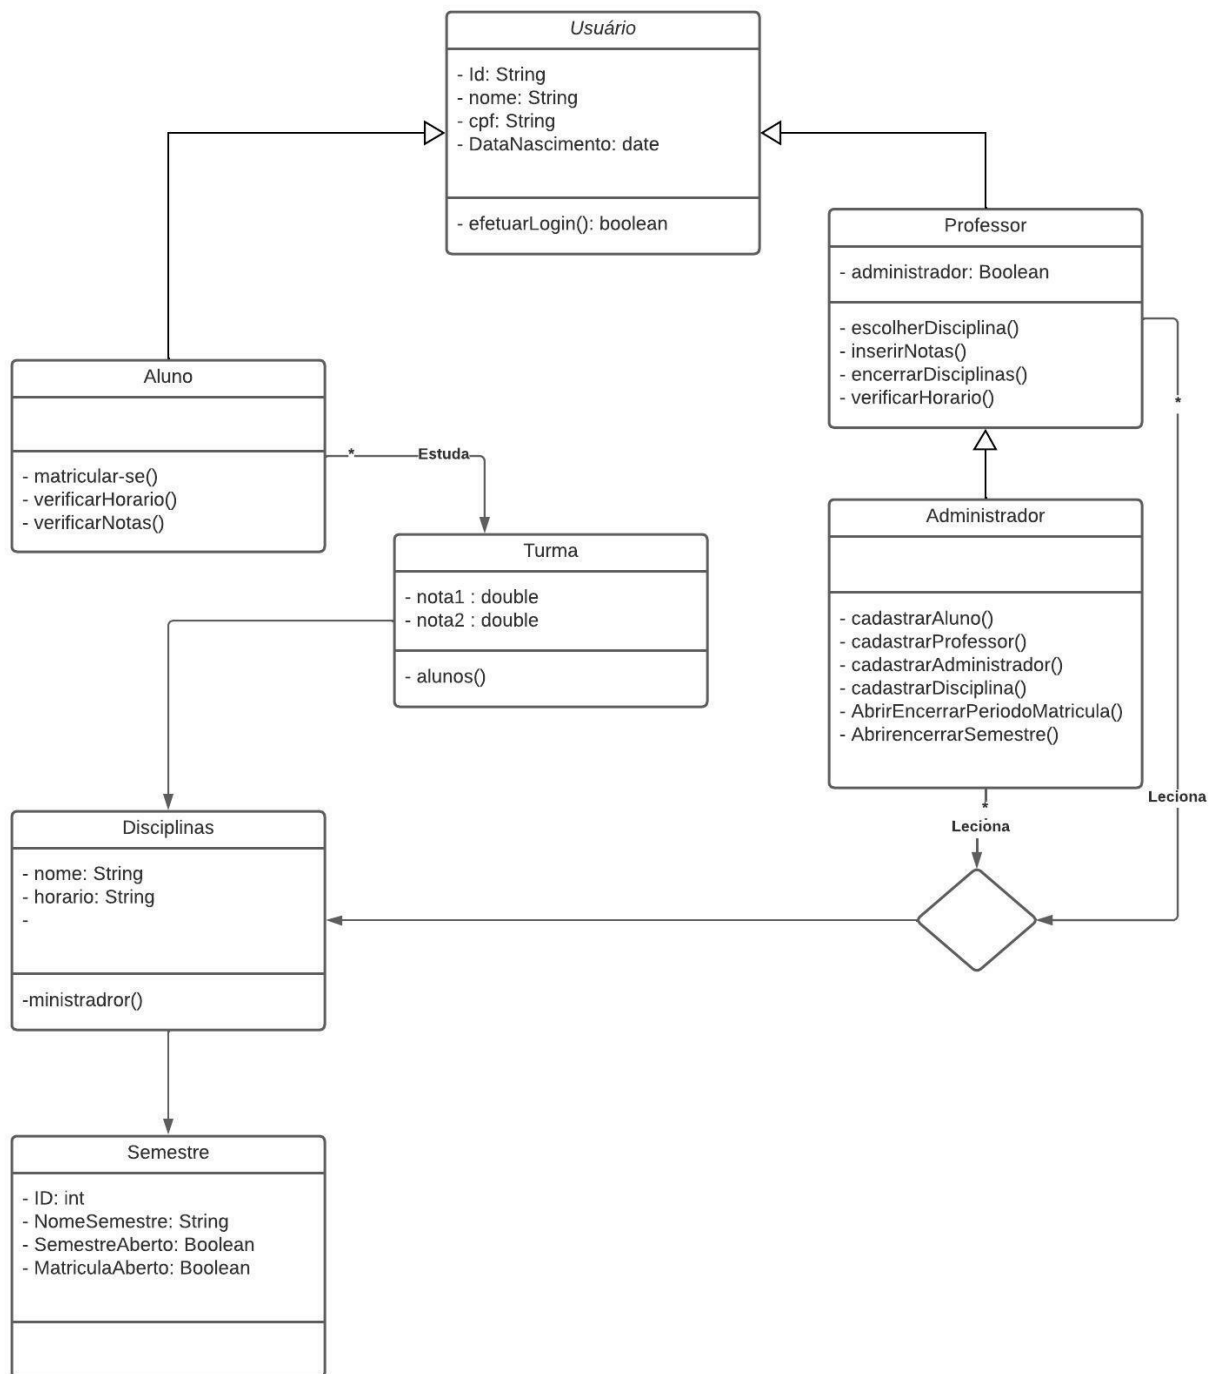 Usuário
- Id: String
- nome: String
- cpf: String
- DataNascimento: date
- efetuarLogin(): boolean
Professor
- administrador: Boolean
- escolherDisciplina()
- inserirNotas()
- encerrarDisciplinas()
- verificarHorario()
*
Aluno
- matricular-se()
- verificarHorario()
- verificarNotas()
* Estuda
Turma
- nota1 : double
- nota2 : double
- alunos()
Administrador
- cadastrarAluno()
- cadastrarProfessor()
- cadastrarAdministrador()
- cadastrarDisciplina()
- AbrirEncerrarPeriodoMatricula()
- AbrirencerrarSemestre()
*
Leciona
Leciona
Disciplinas
- nome: String
- horario: String
-
-ministradror()
Semestre
- ID: int
- NomeSemestre: String
- SemestreAberto: Boolean
- MatriculaAberto: Boolean